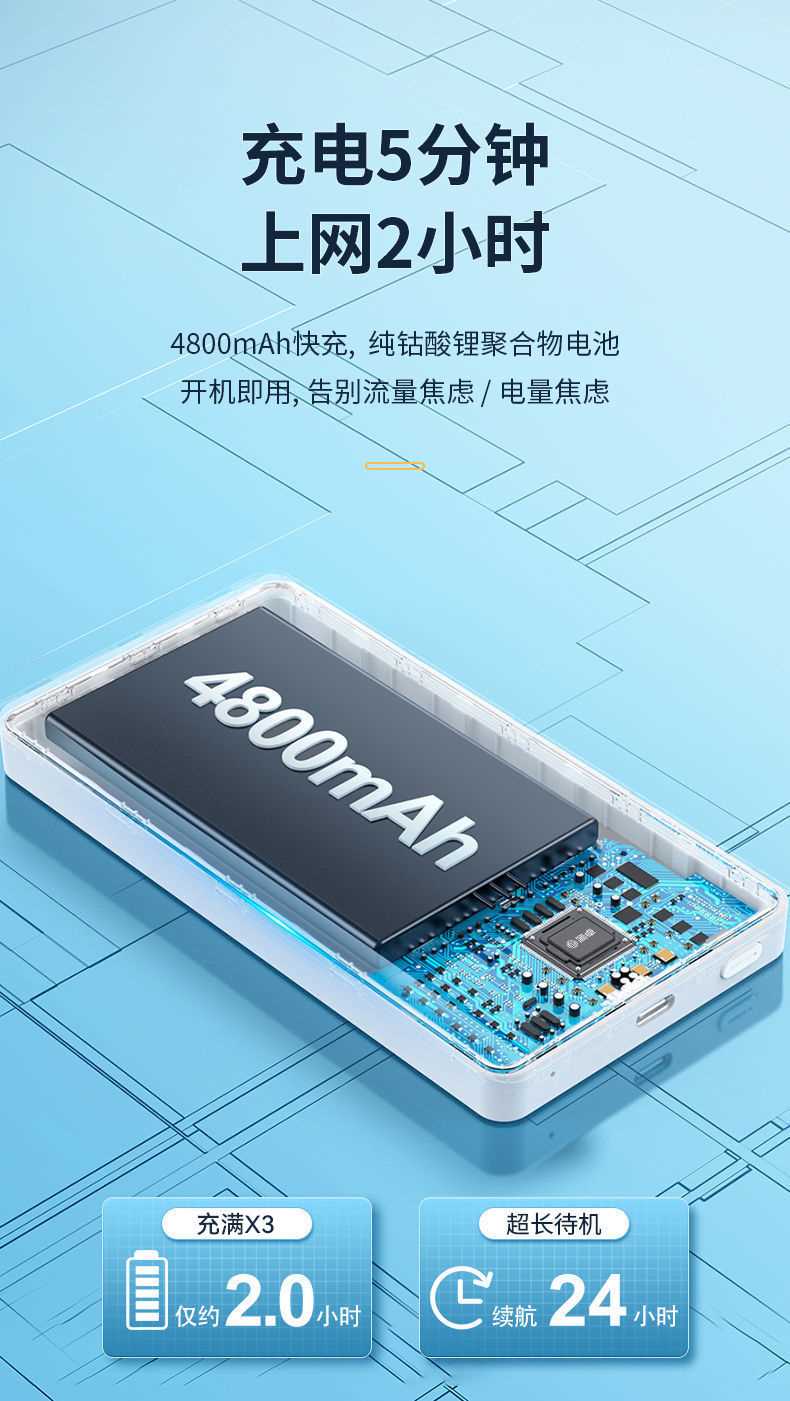 充电5分钟
上网2小时
4800mAh快充, 纯钴酸锂聚合物电池
开机即用, 告别流量焦虑 / 电量焦虑
4800mAh
充满X3
仅约2.0小时
超长待机
续航24小时